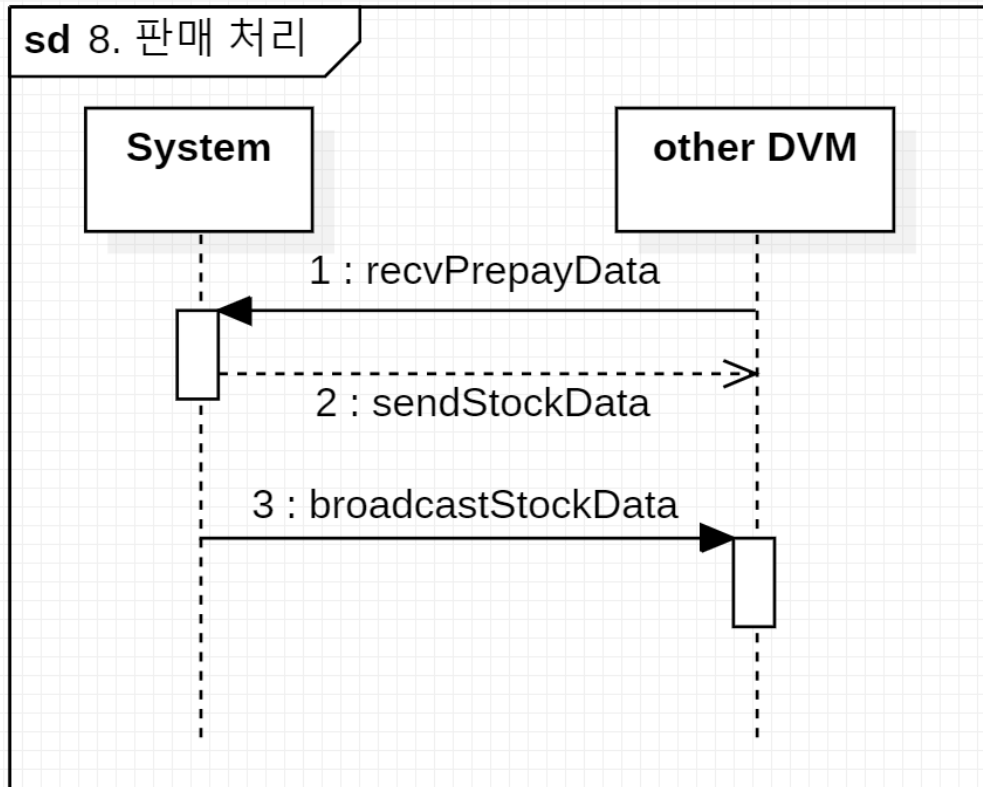 sd 8. 판매 처리
System
other DVM
1 : recvPrepayData
2 : sendStockData
3 : broadcastStockData